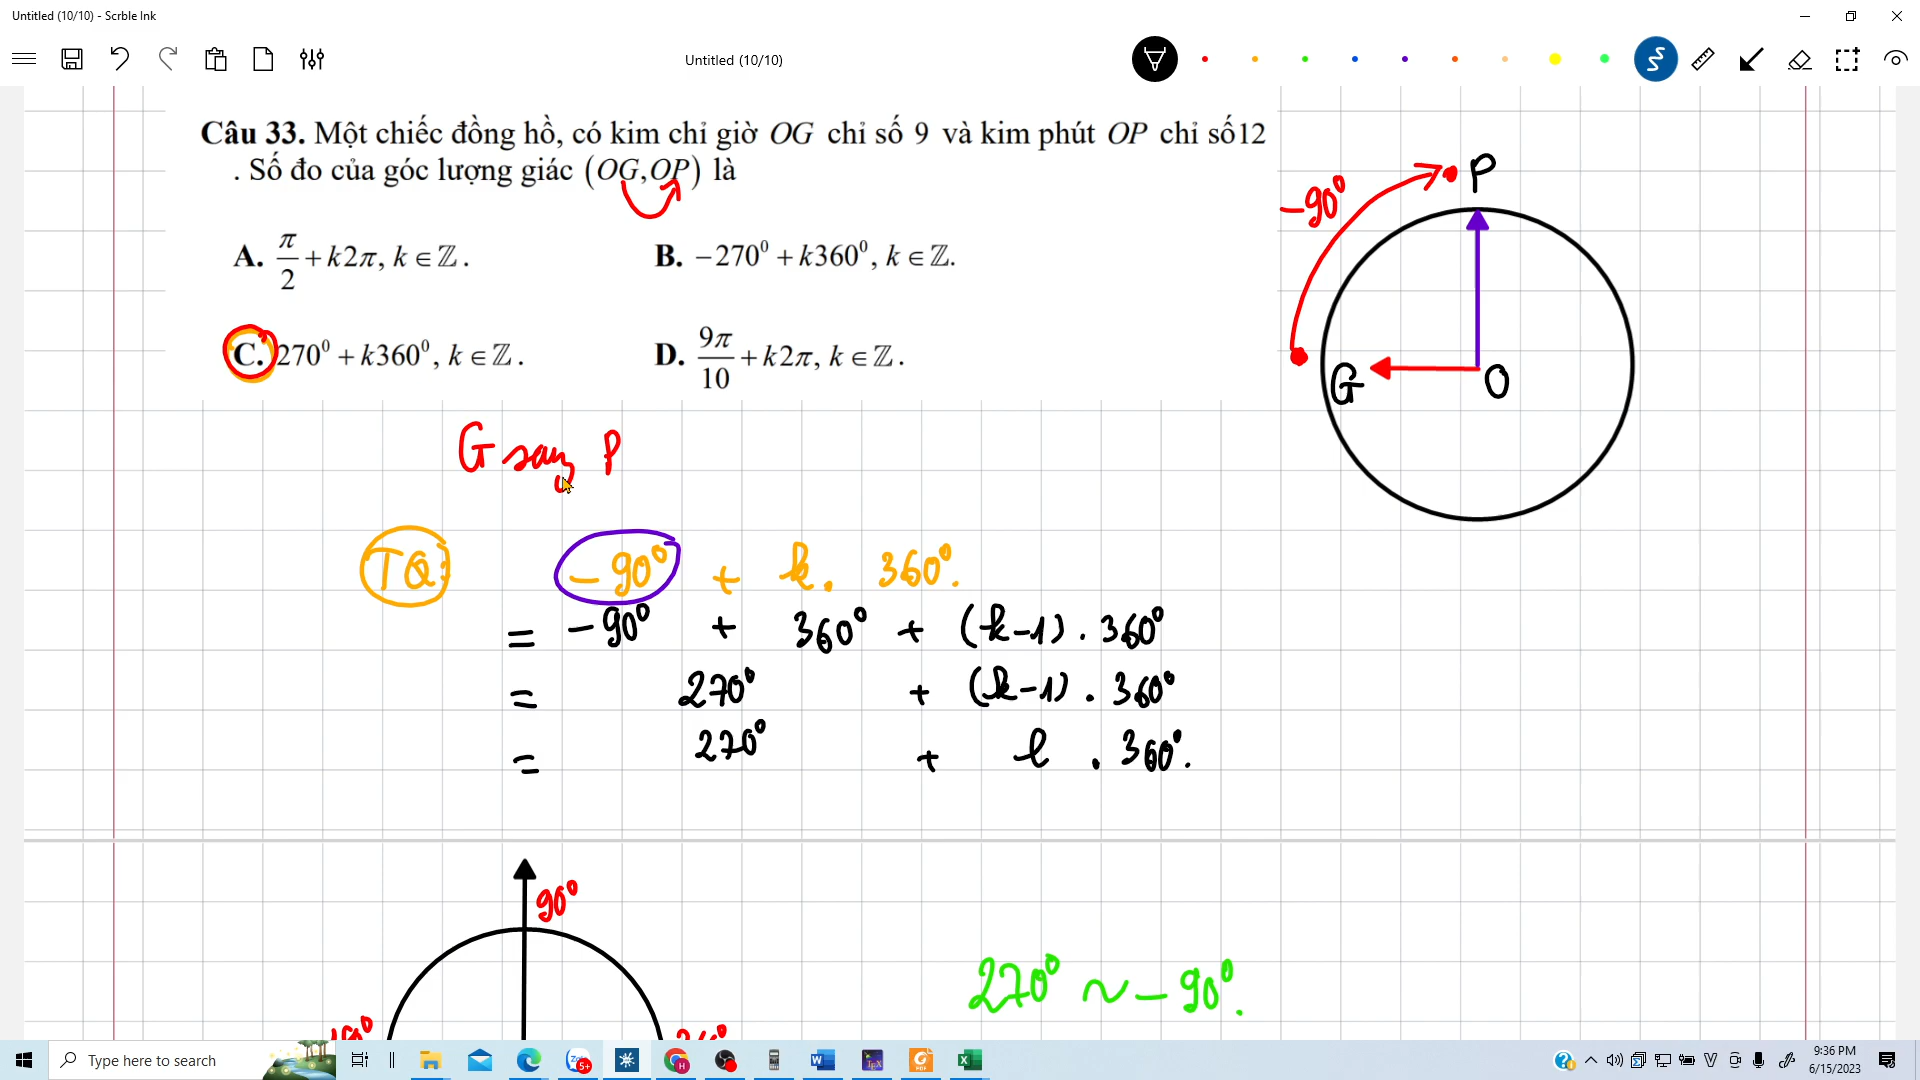 Untitled (10/10) - Scrble Ink
Untitled (10/10)
Câu 33. Một chiếc đồng hồ, có kim chỉ giờ OG chỉ số 9 và kim phút OP chỉ số12
. Số đo của góc lượng giác (OG,OP) là
A. π/2 + k2π, k ∈ ℤ.
B. −270⁰ + k360⁰, k ∈ ℤ.
C. 270⁰ + k360⁰, k ∈ ℤ.
D. 9π/10 + k2π, k ∈ ℤ.
-90⁰
P
G
O
G sang P
TQ:
-90⁰ + k. 360⁰.
= -90⁰ + 360⁰ + (k-1). 360⁰
= 270⁰ + (k-1). 360⁰
= 270⁰ + l . 360⁰.
90⁰
270⁰ ~ -90⁰.
Type here to search
9:36 PM
6/15/2023